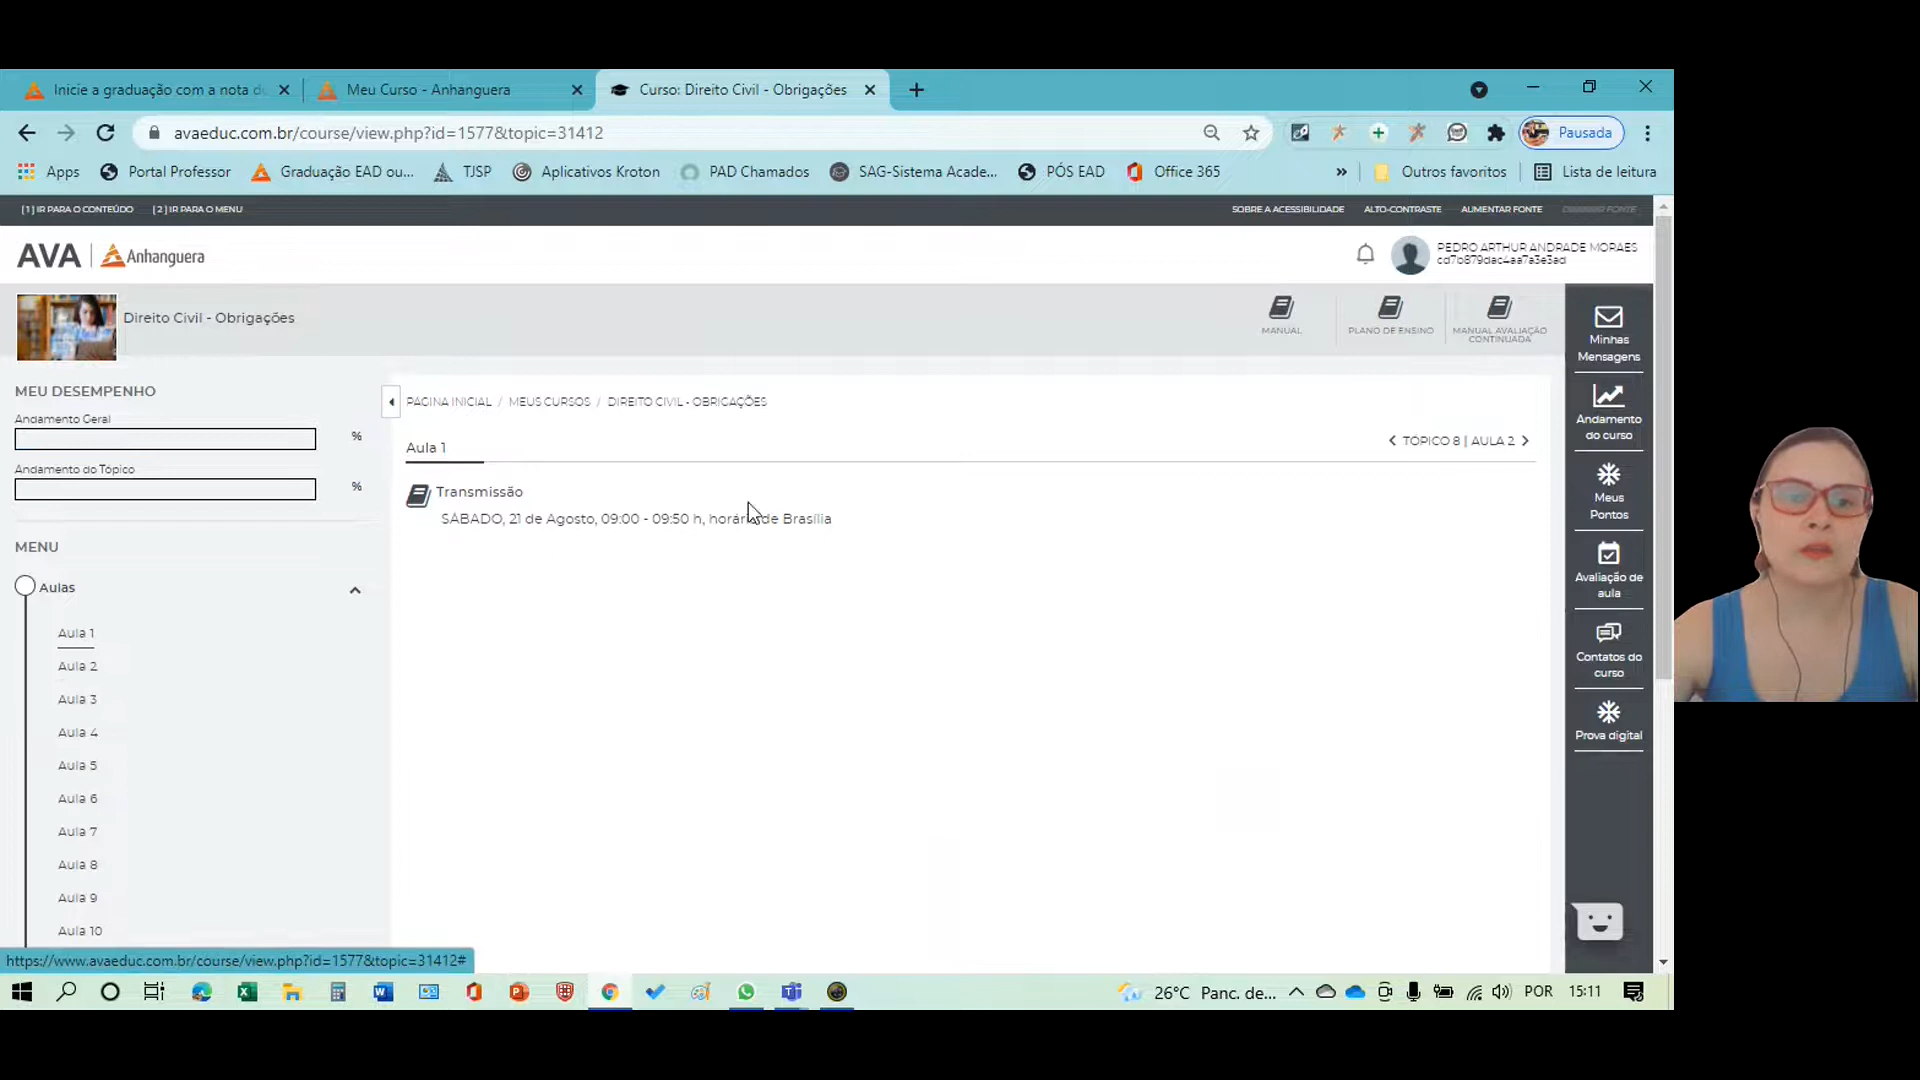 Inicie a graduação com a nota d
Meu Curso - Anhanguera
Curso: Direito Civil - Obrigações
avaeduc.com.br/course/view.php?id=1577&topic=31412
Pausada
Apps
Portal Professor
Graduação EAD ou...
TJSP
Aplicativos Kroton
PAD Chamados
SAG-Sistema Acade...
PÓS EAD
Office 365
»
Outros favoritos
Lista de leitura
[1] IR PARA O CONTEÚDO
[2] IR PARA O MENU
SOBRE A ACESSIBILIDADE
ALTO-CONTRASTE
AUMENTAR FONTE
DIMINUIR FONTE
AVA | Anhanguera
PEDRO ARTHUR ANDRADE MORAES
cd7b879dac4aa7a3e3ad
Direito Civil - Obrigações
MANUAL
PLANO DE ENSINO
MANUAL AVALIAÇÃO
CONTINUADA
MEU DESEMPENHO
Andamento Geral
%
Andamento do Tópico
%
MENU
Aulas
Aula 1
Aula 2
Aula 3
Aula 4
Aula 5
Aula 6
Aula 7
Aula 8
Aula 9
Aula 10
PÁGINA INICIAL / MEUS CURSOS / DIREITO CIVIL - OBRIGAÇÕES
Aula 1
TÓPICO 8 | AULA 2
Transmissão
SÁBADO, 21 de Agosto, 09:00 - 09:50 h, horário de Brasília
Minhas
Mensagens
Andamento
do curso
Meus
Pontos
Avaliação de
aula
Contatos do
curso
Prova digital
https://www.avaeduc.com.br/course/view.php?id=1577&topic=31412#
26°C Panc. de...
POR
15:11